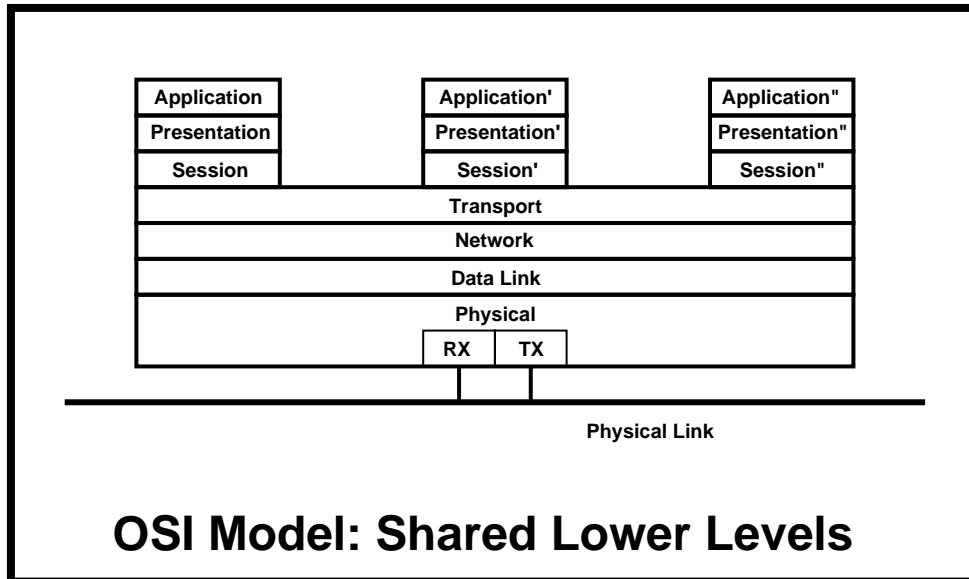 Application Application' Application"
Presentation Presentation' Presentation"
Session Session' Session"
Transport
Network
Data Link
Physical
RX TX
Physical Link
OSI Model: Shared Lower Levels